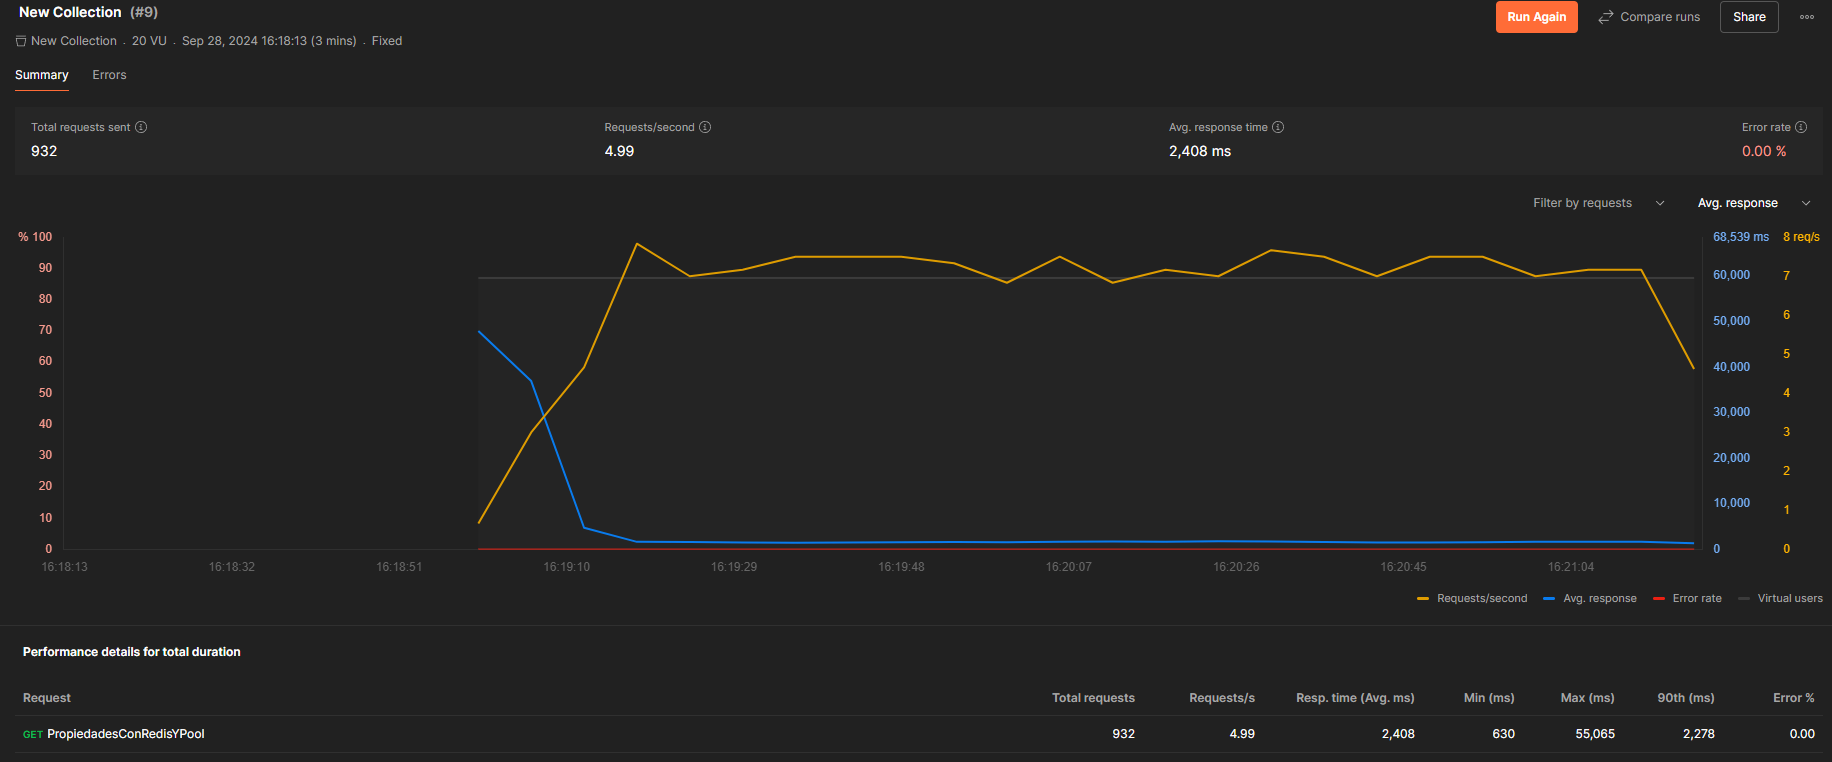 New Collection (#9)
Run Again
Compare runs
Share
New Collection . 20 VU . Sep 28, 2024 16:18:13 (3 mins) . Fixed
Summary
Errors
Total requests sent
Requests/second
Avg. response time
Error rate
932
4.99
2,408 ms
0.00 %
Filter by requests
Avg. response
% 100
90
80
70
60
50
40
30
20
10
0
68,539 ms
60,000
50,000
40,000
30,000
20,000
10,000
0
8 req/s
7
6
5
4
3
2
1
0
16:18:13
16:18:32
16:18:51
16:19:10
16:19:29
16:19:48
16:20:07
16:20:26
16:20:45
16:21:04
Requests/second
Avg. response
Error rate
Virtual users
Performance details for total duration
Request
Total requests
Requests/s
Resp. time (Avg. ms)
Min (ms)
Max (ms)
90th (ms)
Error %
GET PropiedadesConRedisYPool
932
4.99
2,408
630
55,065
2,278
0.00